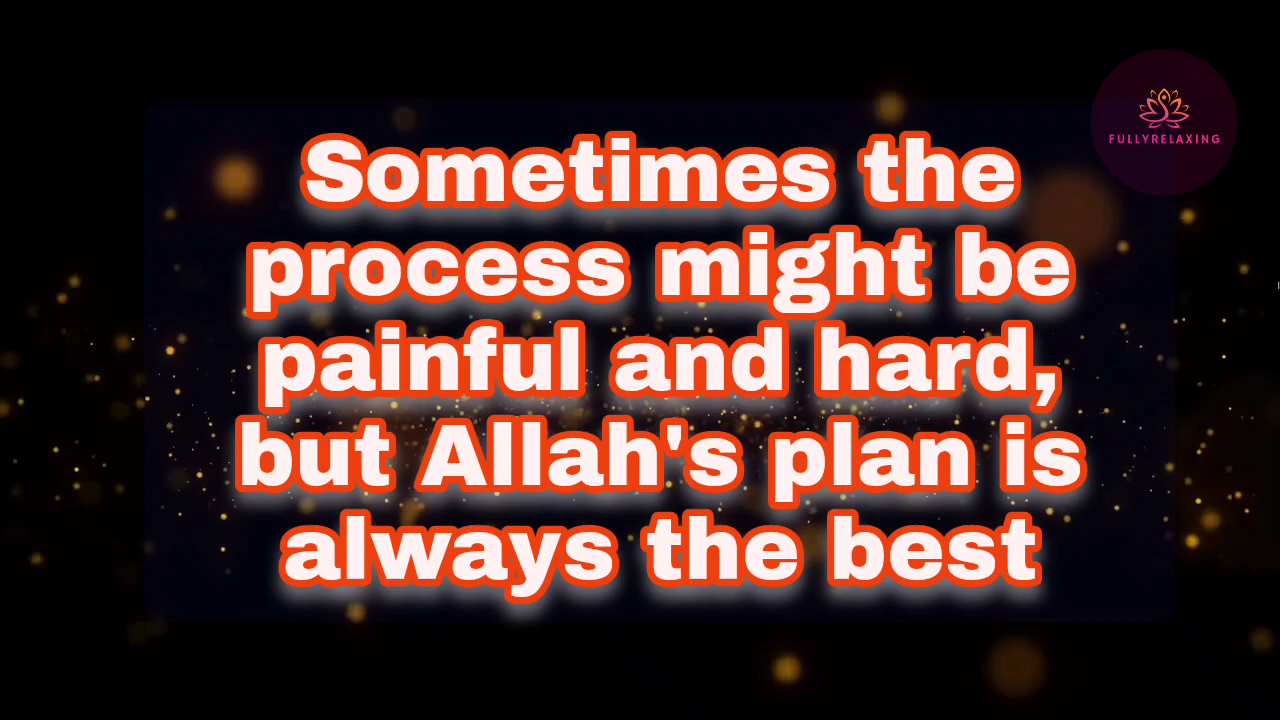 FULLYRELAXING
Sometimes the
process might be
painful and hard,
but Allah's plan is
always the best